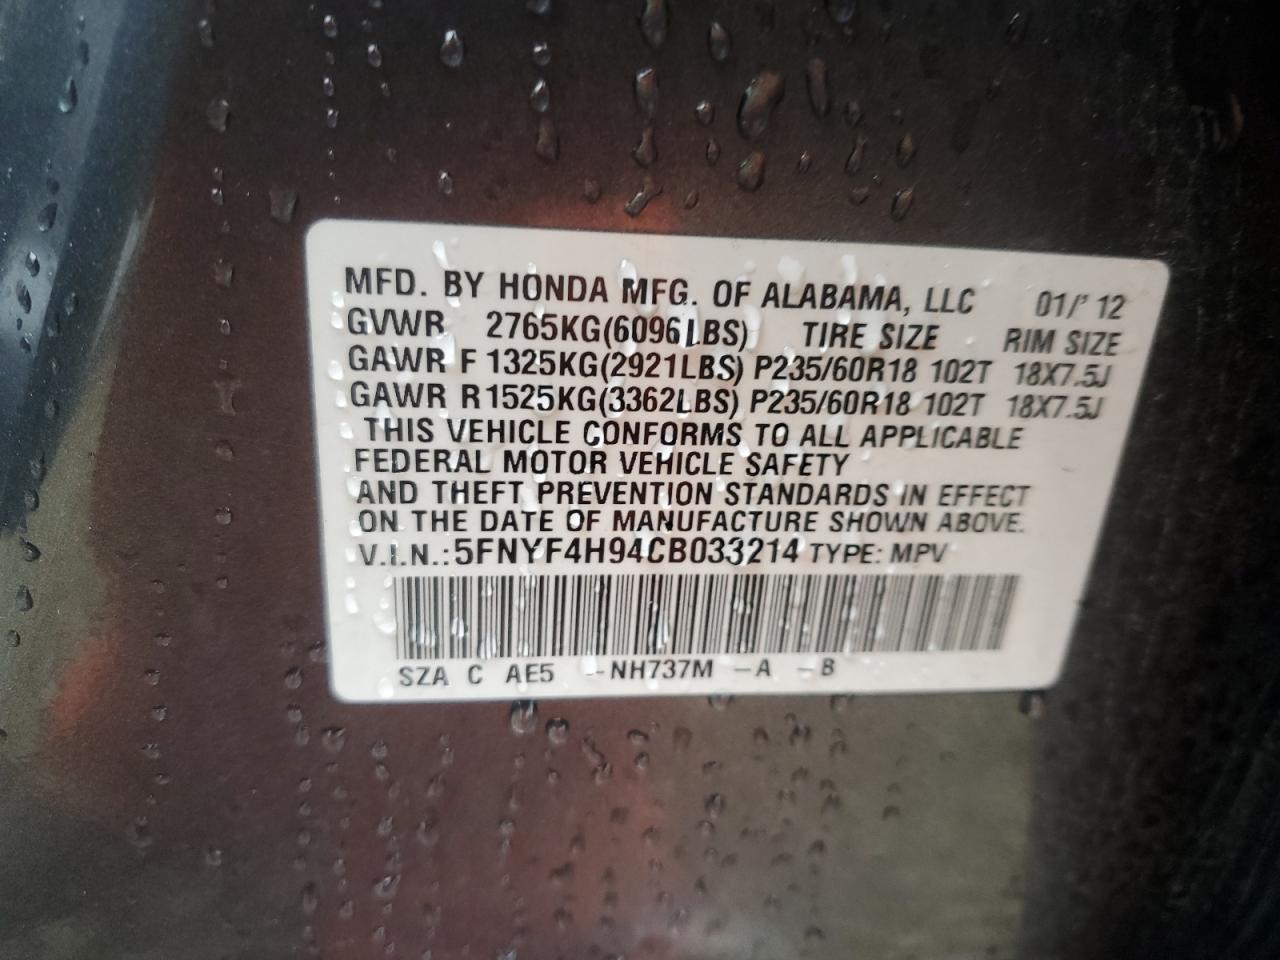 MFD. BY HONDA MFG. OF ALABAMA, LLC 01/'12
GVWR 2765KG(6096LBS) TIRE SIZE RIM SIZE
GAWR F 1325KG(2921LBS) P235/60R18 102T 18X7.5J
GAWR R1525KG(3362LBS) P235/60R18 102T 18X7.5J
THIS VEHICLE CONFORMS TO ALL APPLICABLE
FEDERAL MOTOR VEHICLE SAFETY
AND THEFT PREVENTION STANDARDS IN EFFECT
ON THE DATE OF MANUFACTURE SHOWN ABOVE.
V.I.N.:5FNYF4H94CB033214 TYPE: MPV
SZA C AE5 -NH737M -A -B